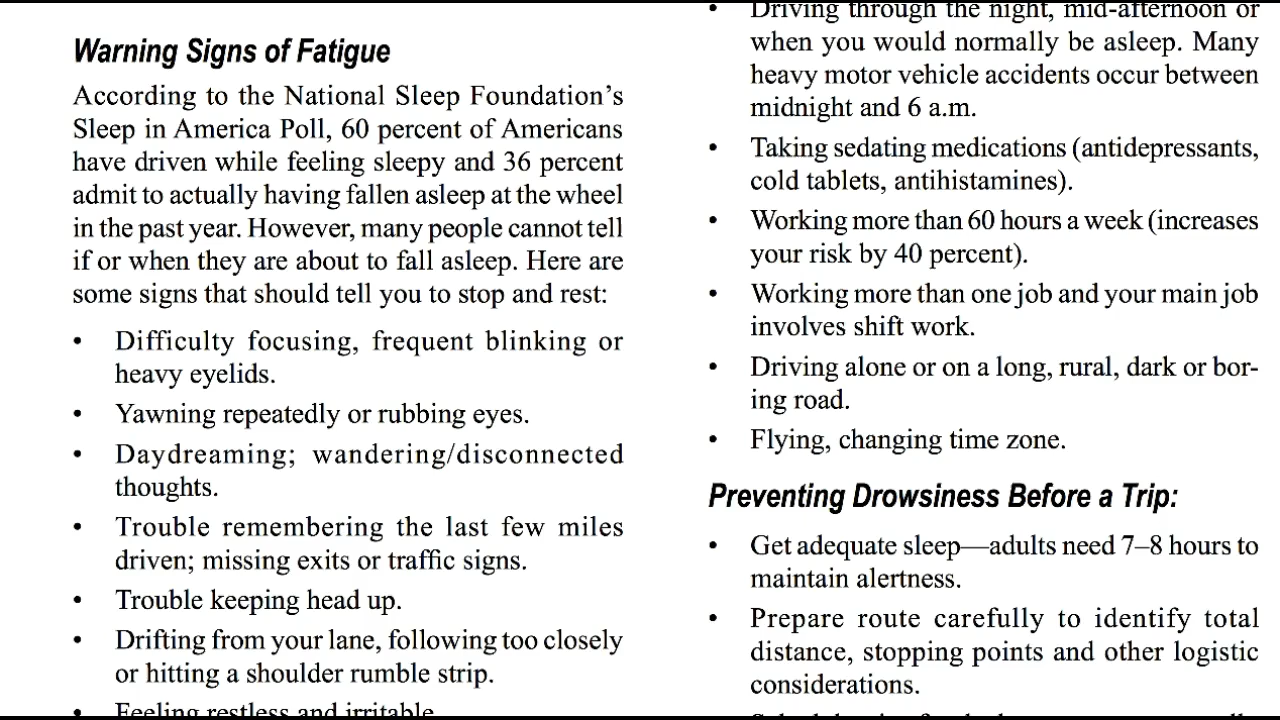 Warning Signs of Fatigue
According to the National Sleep Foundation’s
Sleep in America Poll, 60 percent of Americans
have driven while feeling sleepy and 36 percent
admit to actually having fallen asleep at the wheel
in the past year. However, many people cannot tell
if or when they are about to fall asleep. Here are
some signs that should tell you to stop and rest:
• Difficulty focusing, frequent blinking or
heavy eyelids.
• Yawning repeatedly or rubbing eyes.
• Daydreaming; wandering/disconnected
thoughts.
• Trouble remembering the last few miles
driven; missing exits or traffic signs.
• Trouble keeping head up.
• Drifting from your lane, following too closely
or hitting a shoulder rumble strip.
• Feeling restless and irritable
• Driving through the night, mid-afternoon or
when you would normally be asleep. Many
heavy motor vehicle accidents occur between
midnight and 6 a.m.
• Taking sedating medications (antidepressants,
cold tablets, antihistamines).
• Working more than 60 hours a week (increases
your risk by 40 percent).
• Working more than one job and your main job
involves shift work.
• Driving alone or on a long, rural, dark or bor-
ing road.
• Flying, changing time zone.
Preventing Drowsiness Before a Trip:
• Get adequate sleep—adults need 7–8 hours to
maintain alertness.
• Prepare route carefully to identify total
distance, stopping points and other logistic
considerations.